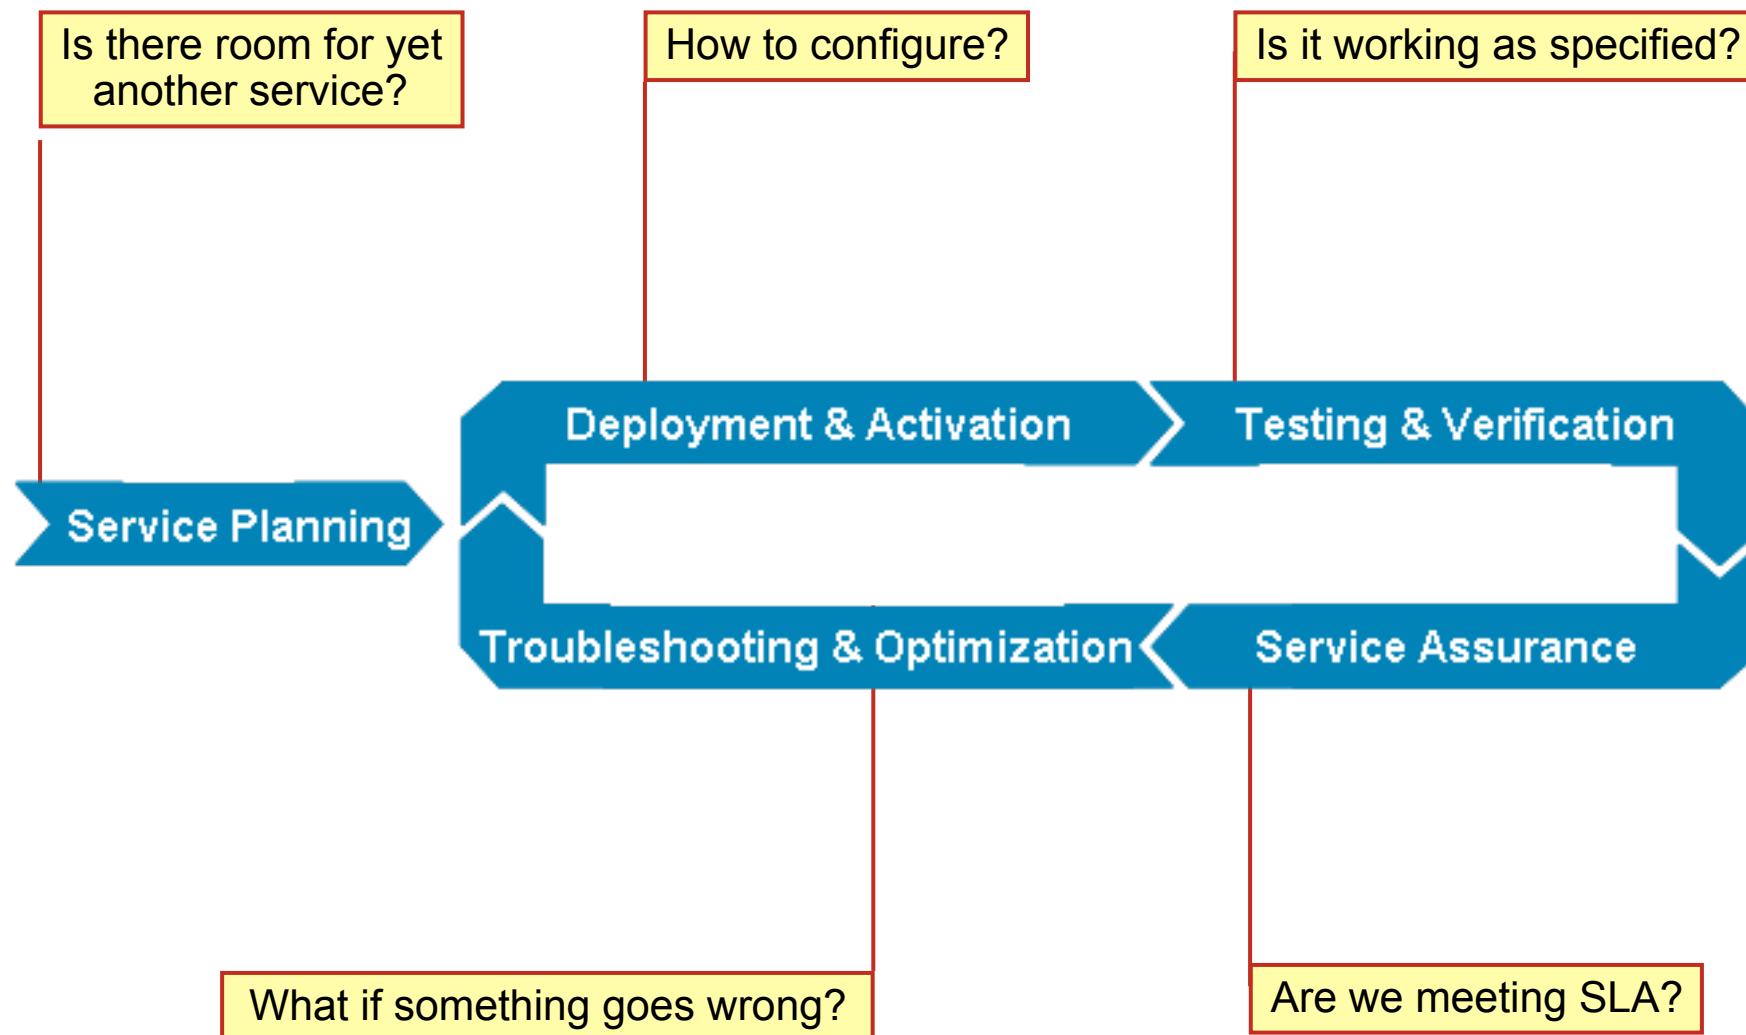 Is there room for yet
another service?
How to configure?
Is it working as specified?
Deployment & Activation
Testing & Verification
Service Planning
Troubleshooting & Optimization
Service Assurance
What if something goes wrong?
Are we meeting SLA?